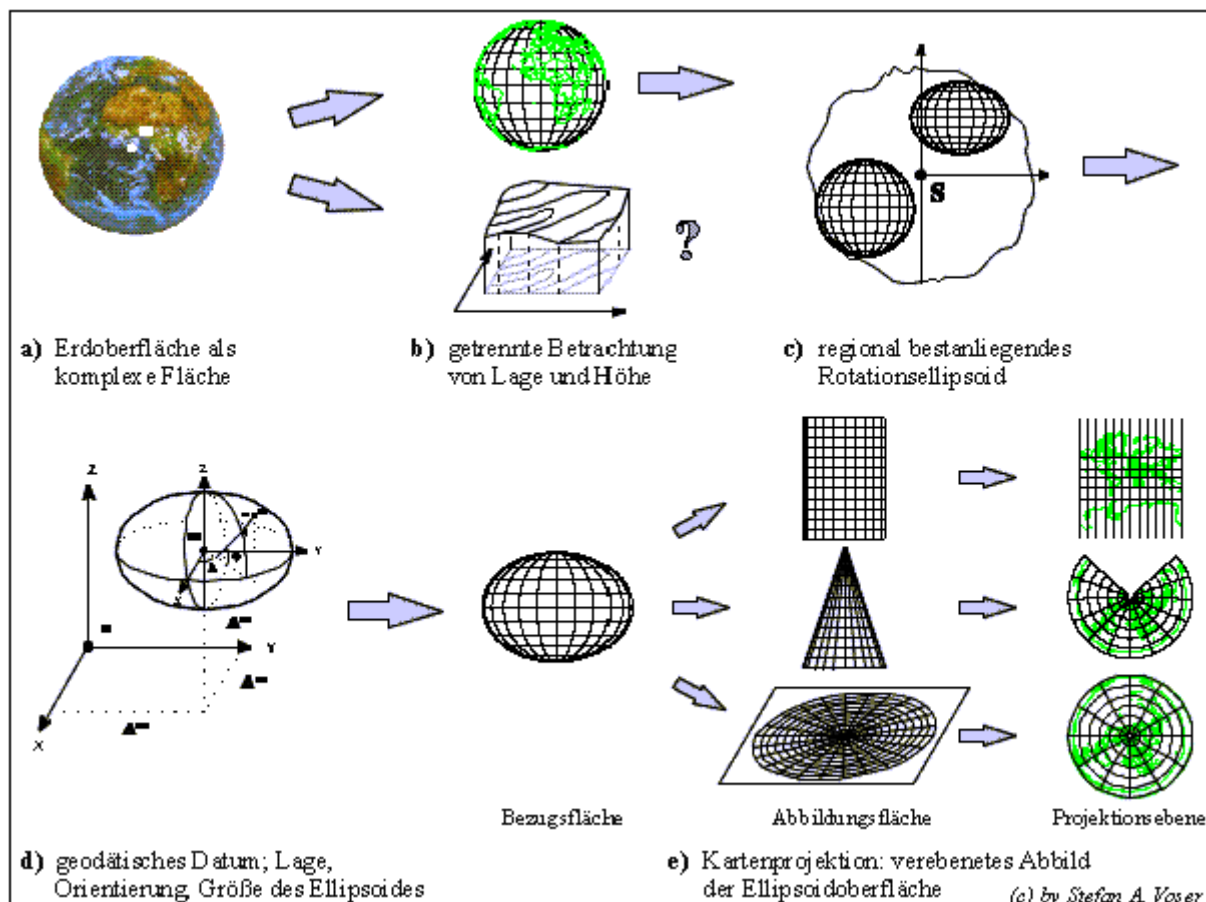 ?
S
a) Erdoberfläche als
komplexe Fläche
b) getrennte Betrachtung
von Lage und Höhe
c) regional bestanliegendes
Rotationsellipsoid
Z
Z
Y
X
Y
X
Bezugsfläche
Abbildungsfläche
Projektionsebene
d) geodätisches Datum; Lage,
Orientierung, Größe des Ellipsoides
e) Kartenprojektion: verebenetes Abbild
der Ellipsoidoberfläche
(c) by Stefan A. Voser